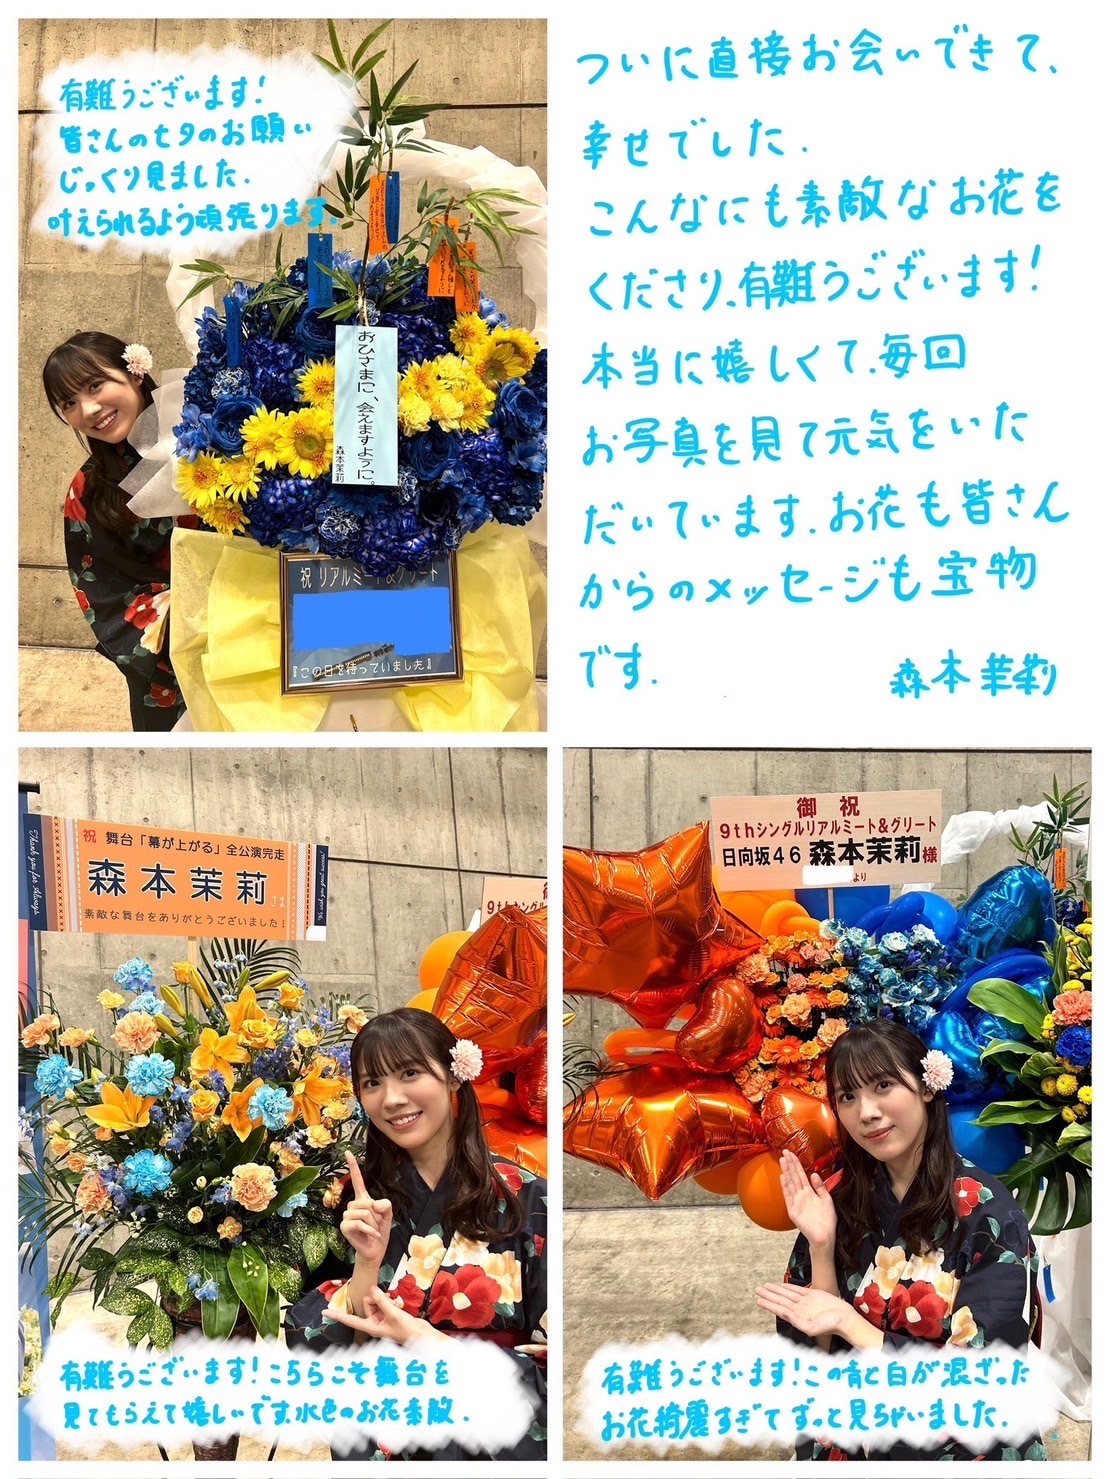 有難うございます!
皆さんの七夕のお願い
じっくり見ました.
叶えられるよう頑張ります.
おひさまに、会えますように。
森本茉莉
祝 リアルミート&グリート
『この日を待っていました』
ついに直接お会いできて、
幸せでした.
こんなにも素敵なお花を
くださり、有難うございます!
本当に嬉しくて、毎回
お写真を見て元気をいた
だいています.お花も皆さん
からのメッセージも宝物
です.
森本茉莉
Thank you for Always
祝 舞台「幕が上がる」全公演完走
森本茉莉
素敵な舞台をありがとうございました!
御
9thシン
有難うございます!こちらこそ舞台を
見てもらえて嬉しいです.水色のお花素敵.
御祝
9thシングルリアルミート&グリート
日向坂46 森本茉莉様
より
有難うございます!この青と白が混ざった
お花綺麗すぎてずっと見ちゃいました.